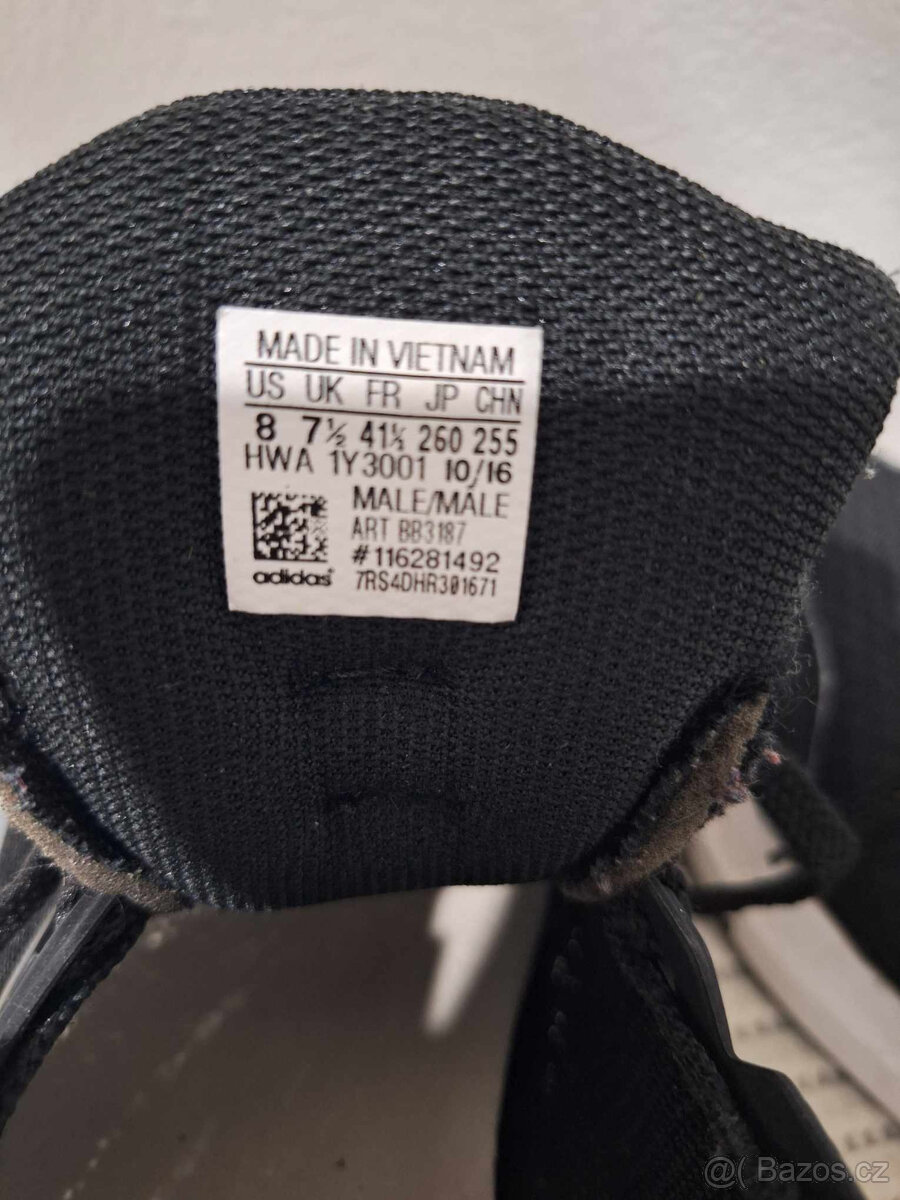 MADE IN VIETNAM
US UK FR JP CHN
8 7½ 41⅓ 260 255
HWA 1Y3001 10/16
MALE/MÂLE
ART BB3187
#116281492
adidas® 7RS4DHR301671
@( Bazos.cz